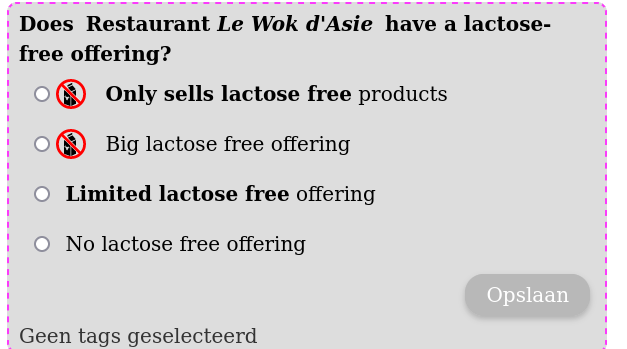 Does Restaurant Le Wok d'Asie have a lactose-
free offering?
Only sells lactose free products
Big lactose free offering
Limited lactose free offering
No lactose free offering
Opslaan
Geen tags geselecteerd